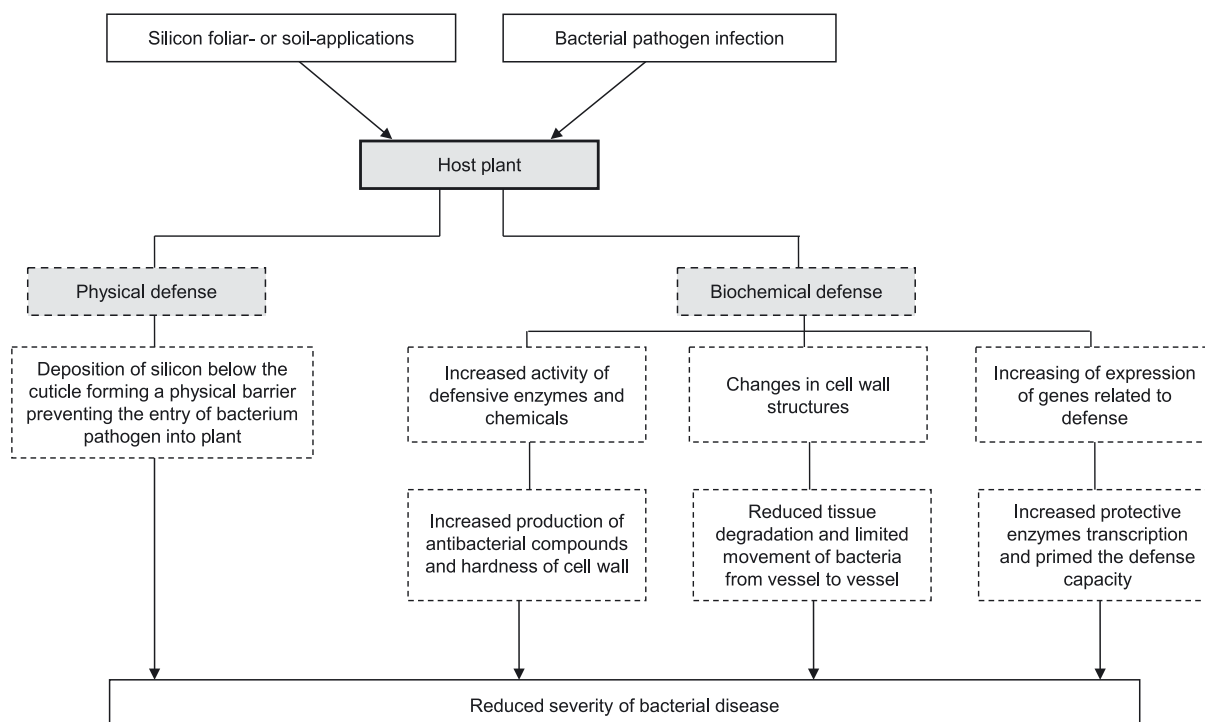 Silicon foliar- or soil-applications
Bacterial pathogen infection
Host plant
Physical defense
Biochemical defense
Deposition of silicon below the
cuticle forming a physical barrier
preventing the entry of bacterium
pathogen into plant
Increased activity of
defensive enzymes and
chemicals
Changes in cell wall
structures
Increasing of expression
of genes related to
defense
Increased production of
antibacterial compounds
and hardness of cell wall
Reduced tissue
degradation and limited
movement of bacteria
from vessel to vessel
Increased protective
enzymes transcription
and primed the defense
capacity
Reduced severity of bacterial disease